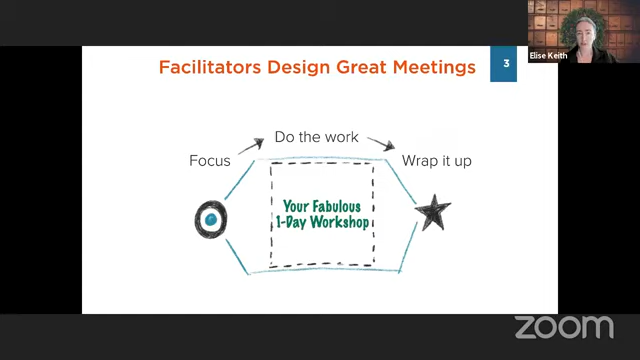 Facilitators Design Great Meetings
3
Elise Keith
Do the work
Focus
Wrap it up
Your Fabulous
1-Day Workshop
zoom